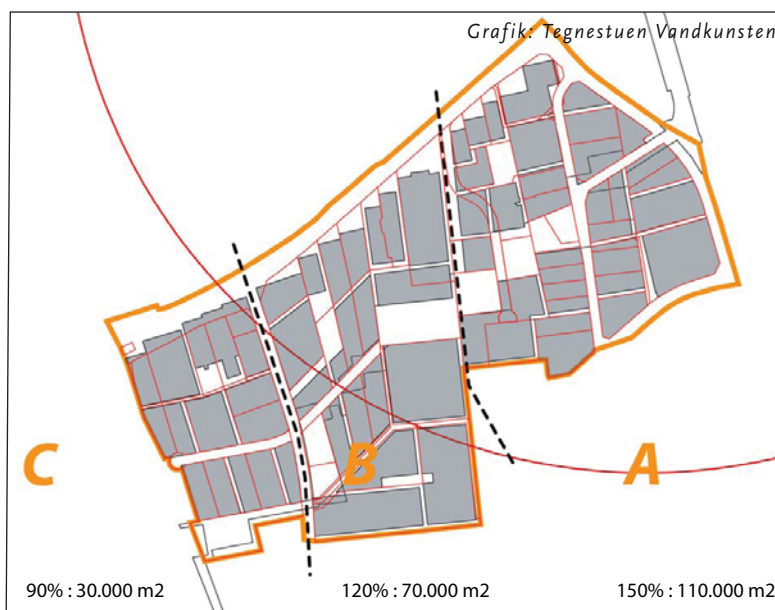 Grafik: Tegnestuen Vandkunsten
C
B
A
90% : 30.000 m2
120% : 70.000 m2
150% : 110.000 m2